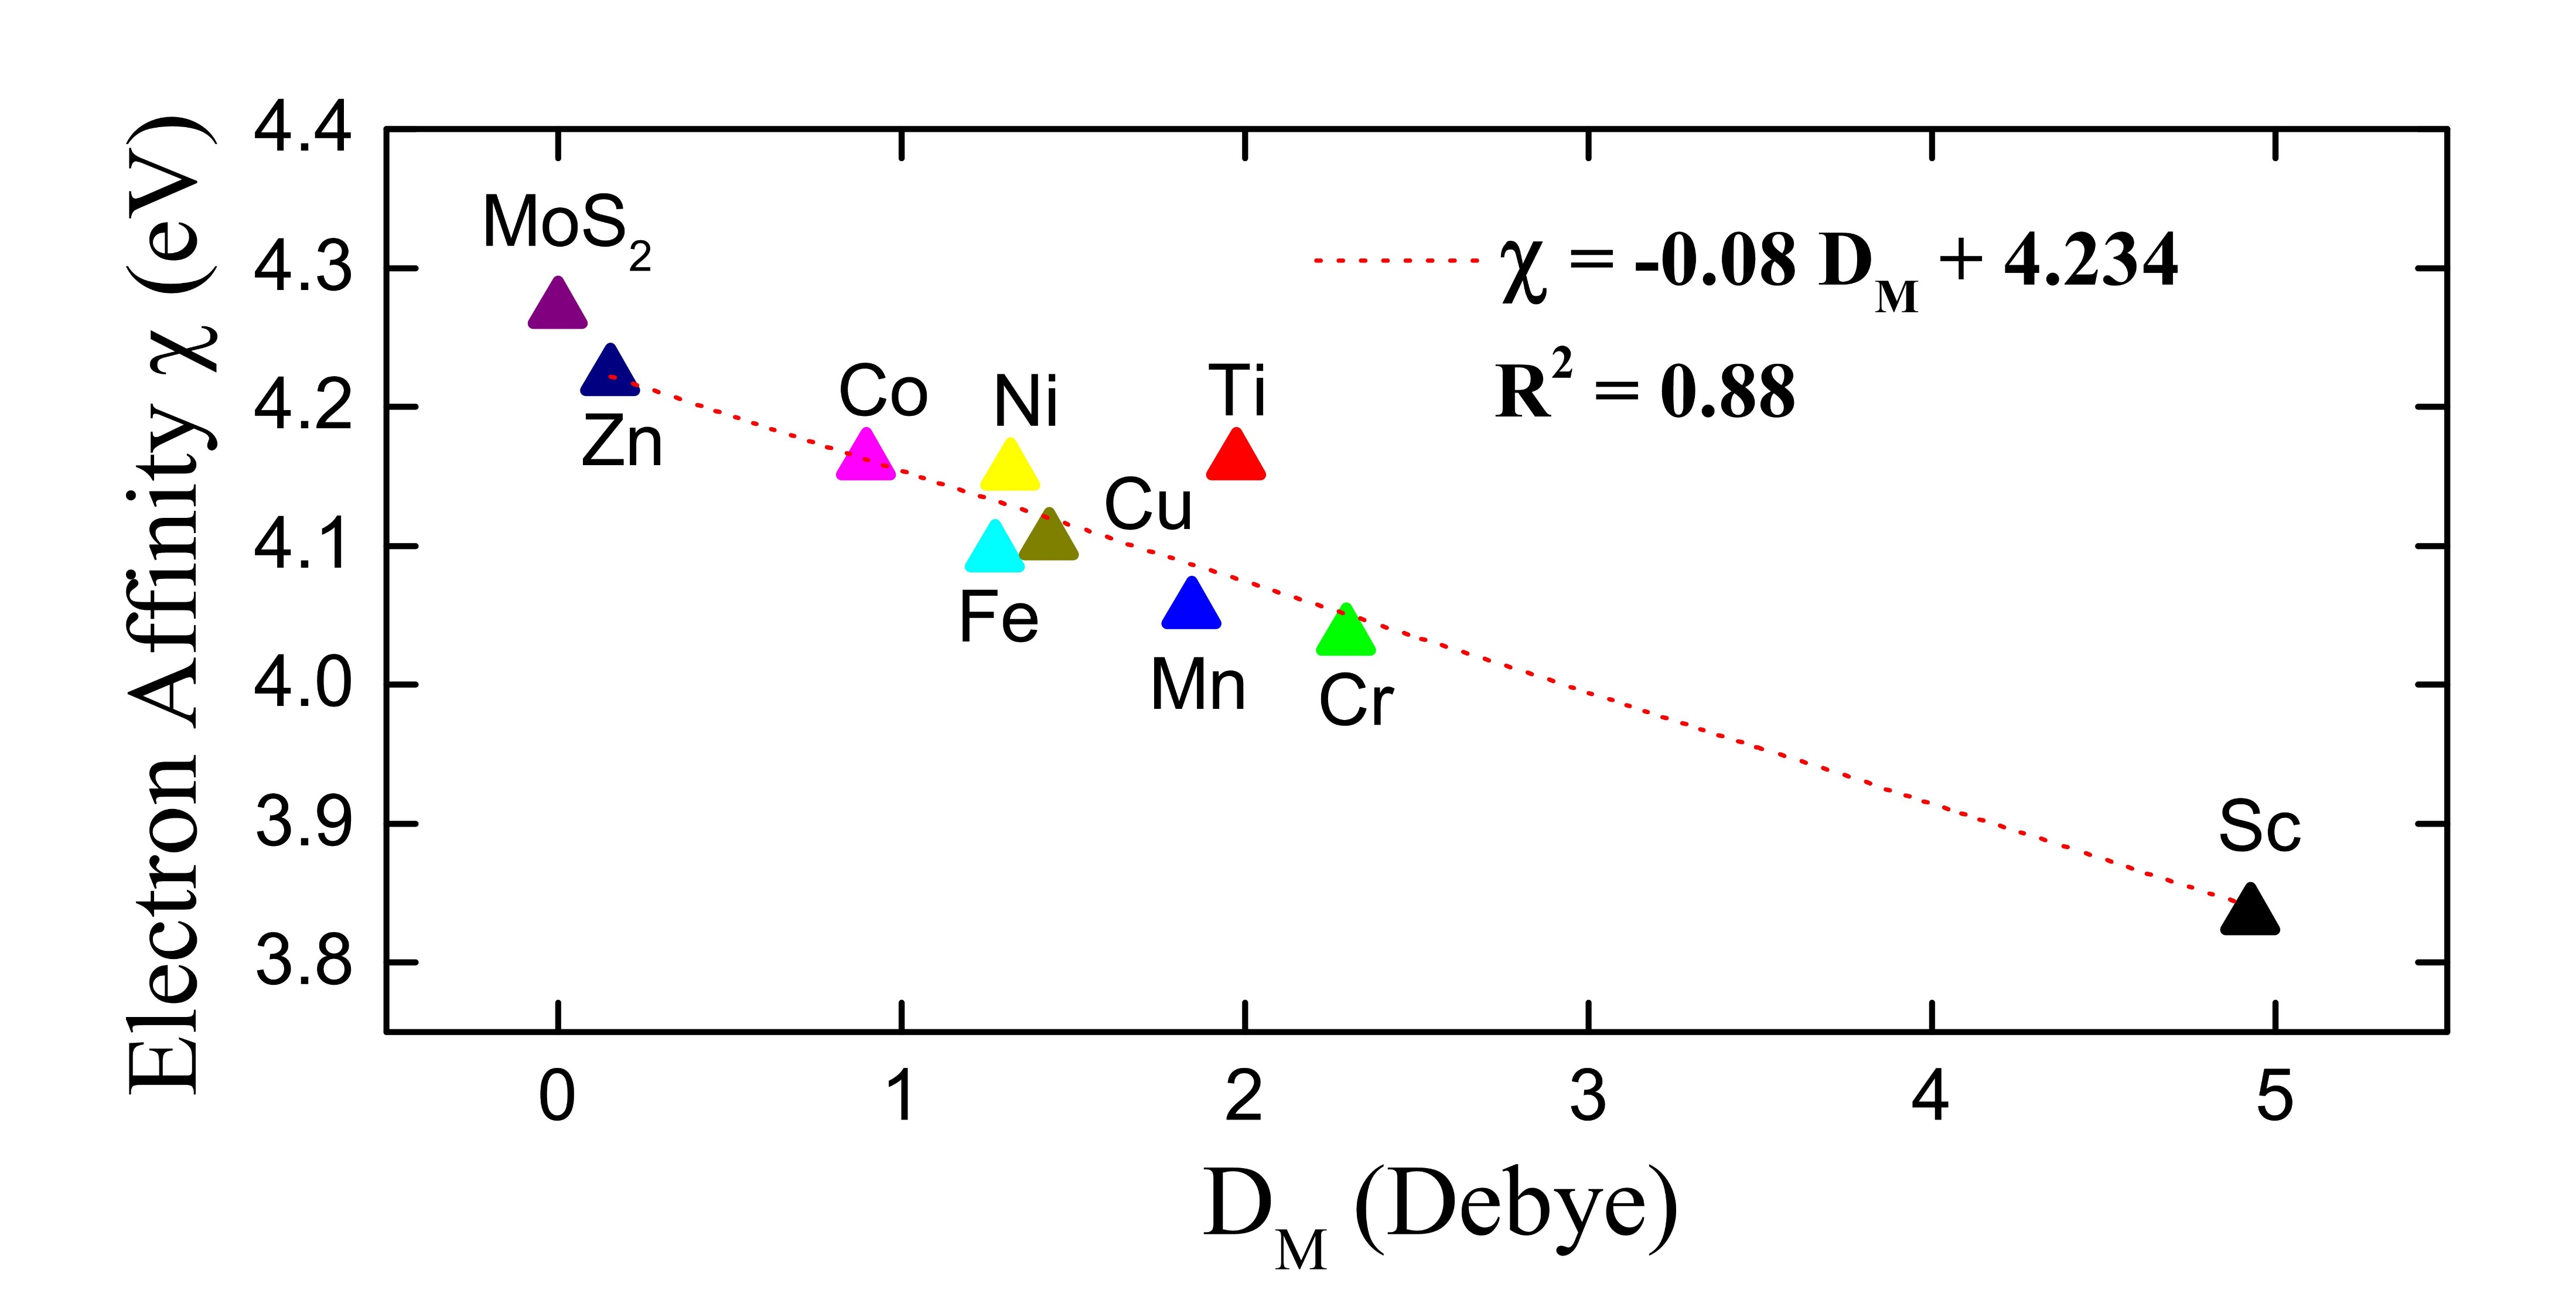 Electron Affinity χ (eV)
4.4
4.3
4.2
4.1
4.0
3.9
3.8
MoS₂
Zn
Co
Ni
Ti
Cu
Fe
Mn
Cr
Sc
χ = -0.08 D_M + 4.234
R² = 0.88
0 1 2 3 4 5
D_M (Debye)